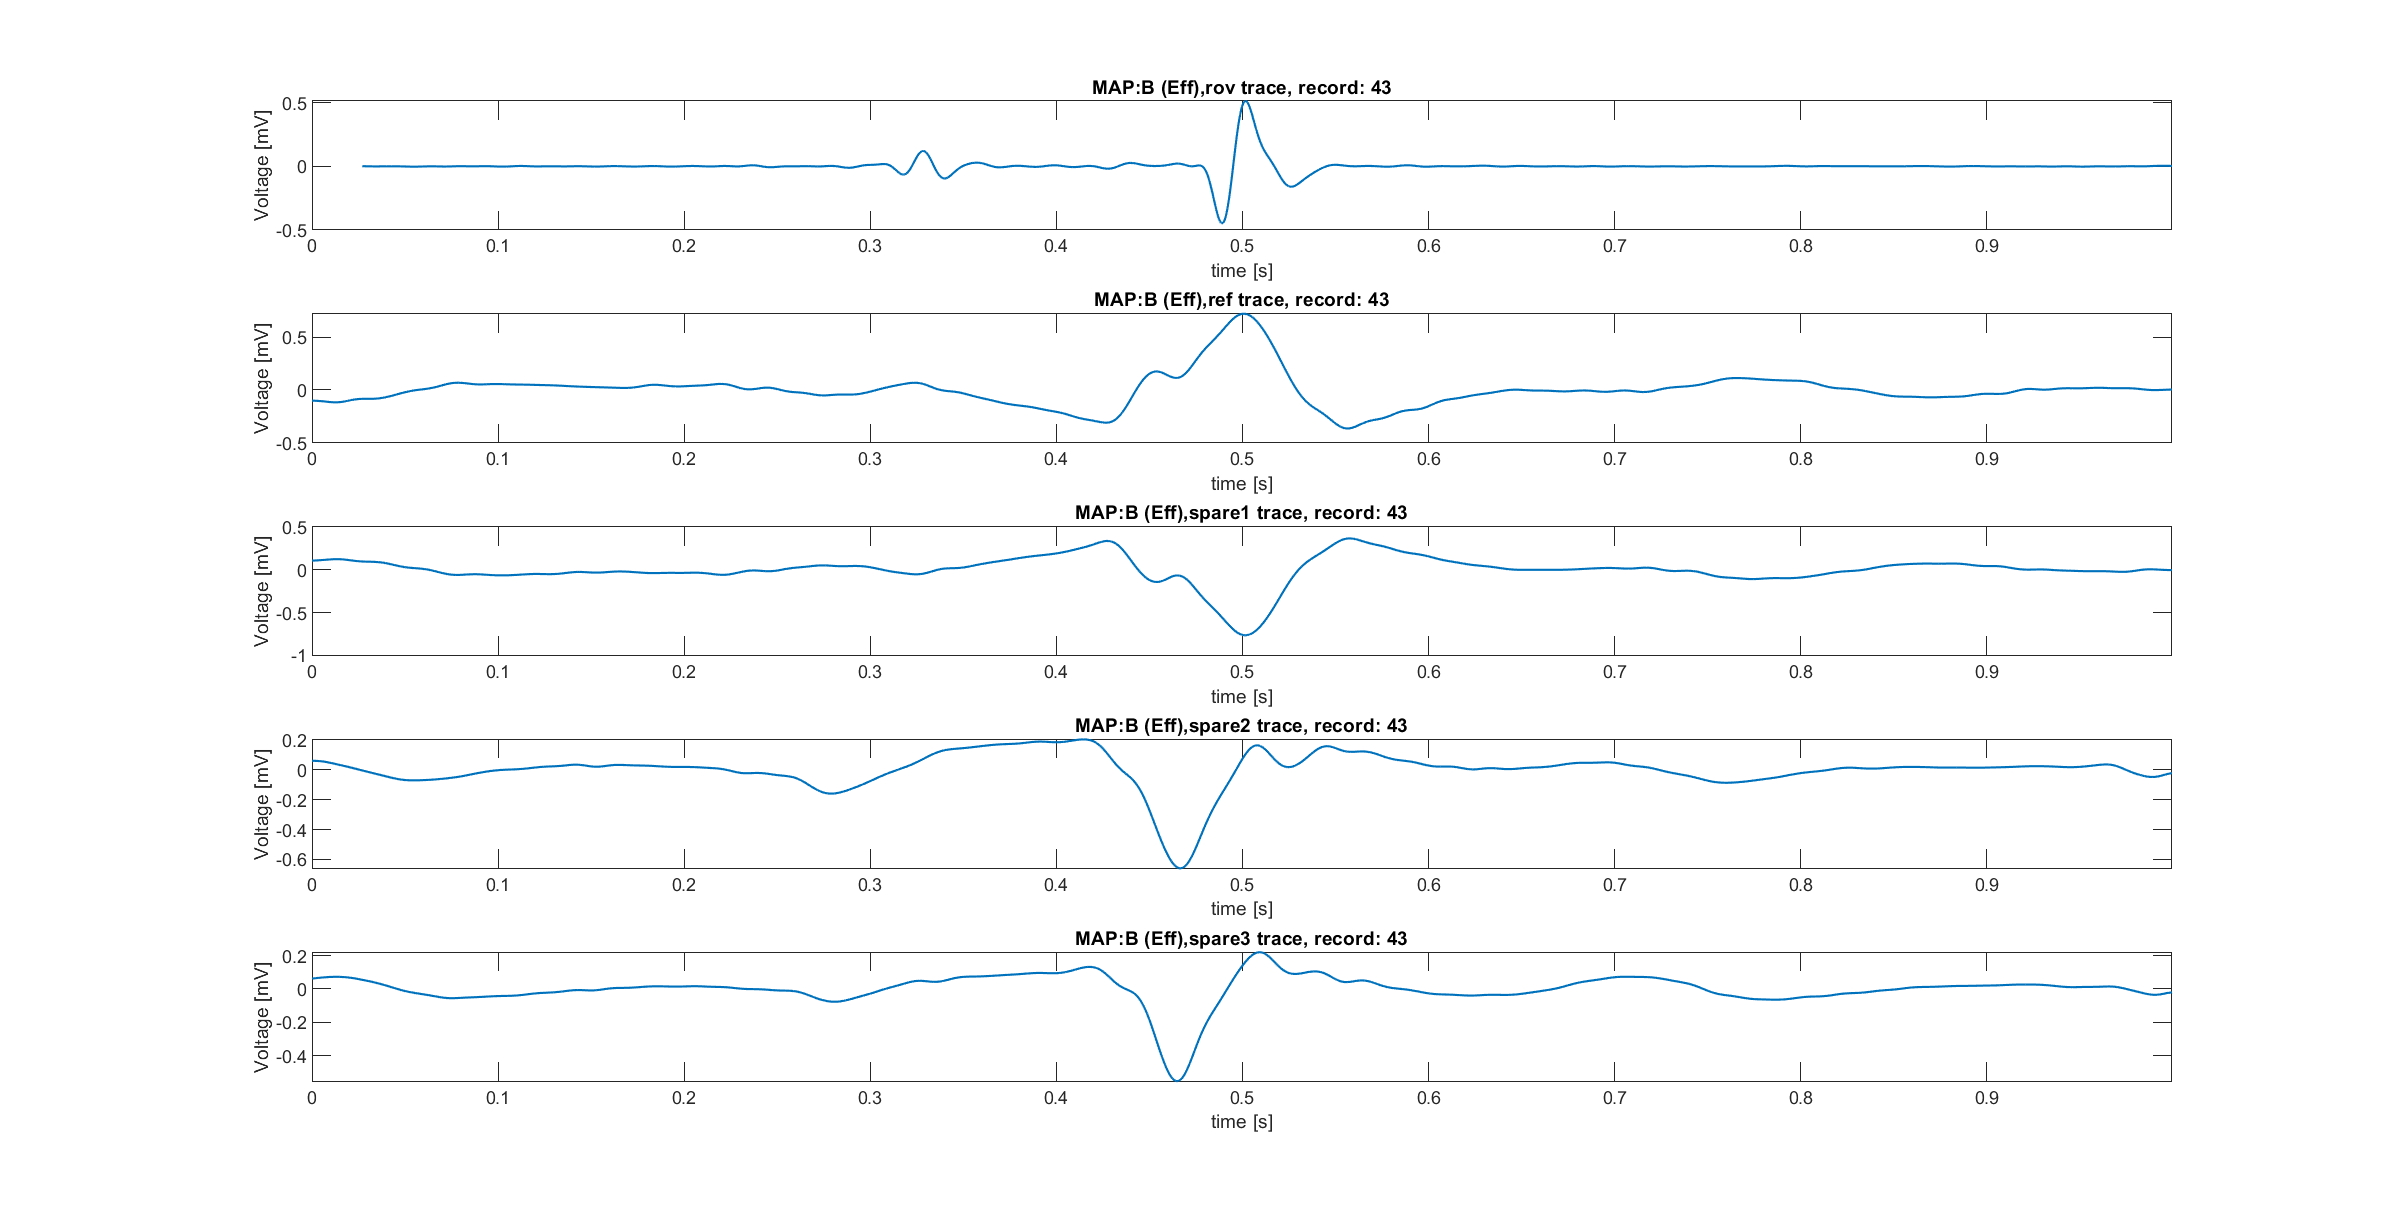 MAP:B (Eff),rov trace, record: 43
0.5
0
-0.5
Voltage [mV]
0 0.1 0.2 0.3 0.4 0.5 0.6 0.7 0.8 0.9
time [s]
MAP:B (Eff),ref trace, record: 43
0.5
0
-0.5
Voltage [mV]
0 0.1 0.2 0.3 0.4 0.5 0.6 0.7 0.8 0.9
time [s]
MAP:B (Eff),spare1 trace, record: 43
0.5
0
-0.5
-1
Voltage [mV]
0 0.1 0.2 0.3 0.4 0.5 0.6 0.7 0.8 0.9
time [s]
MAP:B (Eff),spare2 trace, record: 43
0.2
0
-0.2
-0.4
-0.6
Voltage [mV]
0 0.1 0.2 0.3 0.4 0.5 0.6 0.7 0.8 0.9
time [s]
MAP:B (Eff),spare3 trace, record: 43
0.2
0
-0.2
-0.4
Voltage [mV]
0 0.1 0.2 0.3 0.4 0.5 0.6 0.7 0.8 0.9
time [s]